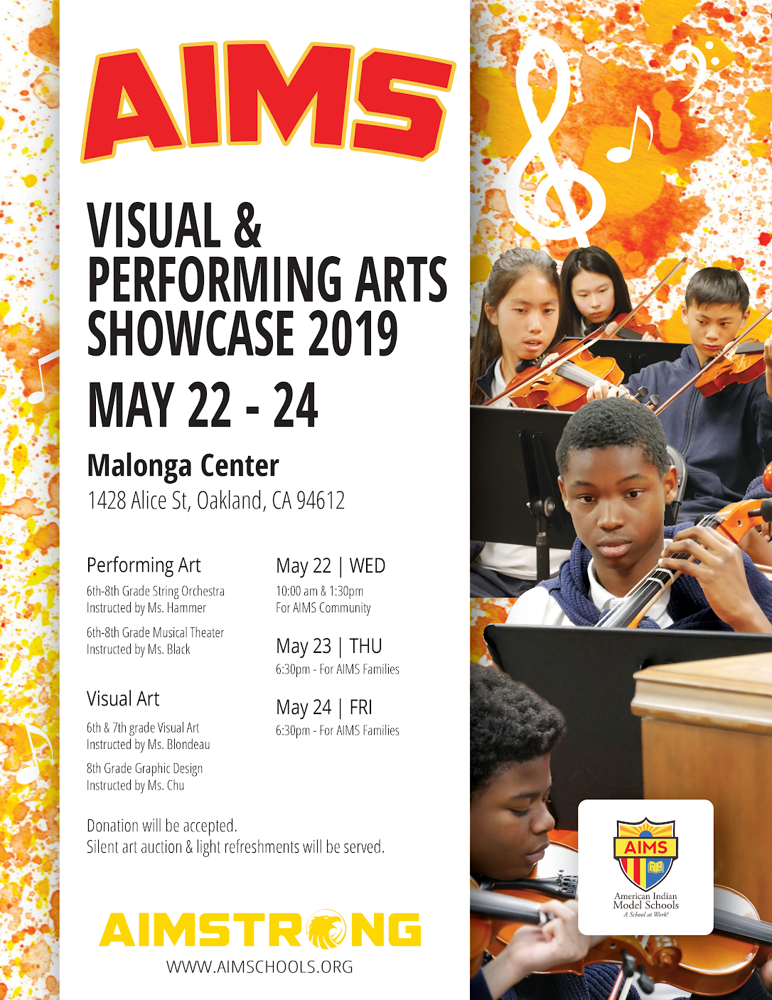 AIMS
VISUAL &
PERFORMING ARTS
SHOWCASE 2019
MAY 22 - 24
Malonga Center
1428 Alice St, Oakland, CA 94612
Performing Art
6th-8th Grade String Orchestra
Instructed by Ms. Hammer
6th-8th Grade Musical Theater
Instructed by Ms. Black
Visual Art
6th & 7th grade Visual Art
Instructed by Ms. Blondeau
8th Grade Graphic Design
Instructed by Ms. Chu
May 22 | WED
10:00 am & 1:30pm
For AIMS Community
May 23 | THU
6:30pm - For AIMS Families
May 24 | FRI
6:30pm - For AIMS Families
Donation will be accepted.
Silent art auction & light refreshments will be served.
AIMSTRONG
WWW.AIMSCHOOLS.ORG
AIMS
American Indian
Model Schools
A School at Work!